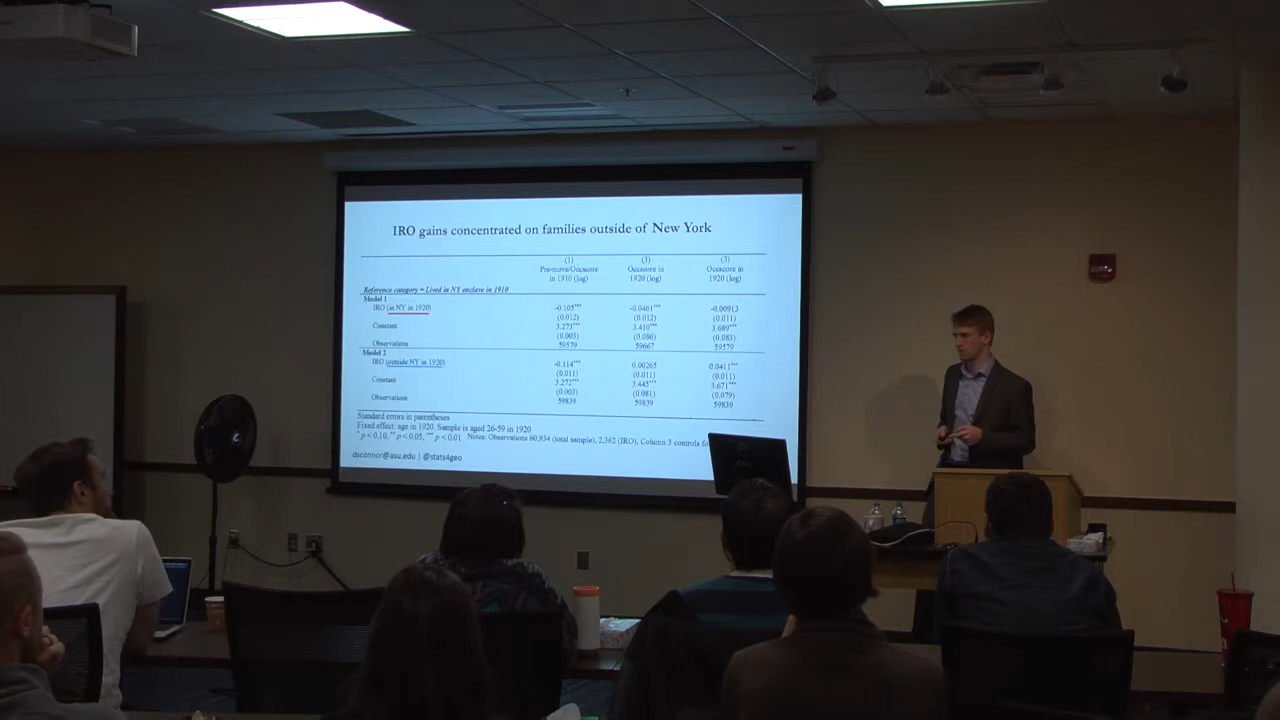 IRO gains concentrated on families outside of New York
(1) (3) (3)
Pre-move/Occscore Occscore in Occscore in
in 1910 (log) 1920 (log) 1920 (log)
Reference category = Lived in NY enclave in 1910
Model 1
IRO (in NY in 1920) -0.105*** -0.0461*** -0.00913
(0.012) (0.012) (0.011)
Constant 3.273*** 3.410*** 3.689***
(0.003) (0.086) (0.083)
Observations 59579 59667 59579
Model 2
IRO (outside NY in 1920) -0.114*** 0.00265 0.0411***
(0.011) (0.011) (0.011)
Constant 3.272*** 3.445*** 3.671***
(0.003) (0.081) (0.079)
Observations 59839 59839 59839
Standard errors in parentheses
Fixed effect: age in 1920. Sample is aged 26-59 in 1920
* p < 0.10, ** p < 0.05, *** p < 0.01 Notes: Observations 60,934 (total sample), 2,362 (IRO), Column 3 controls fo
dsconnor@asu.edu | @stats4geo